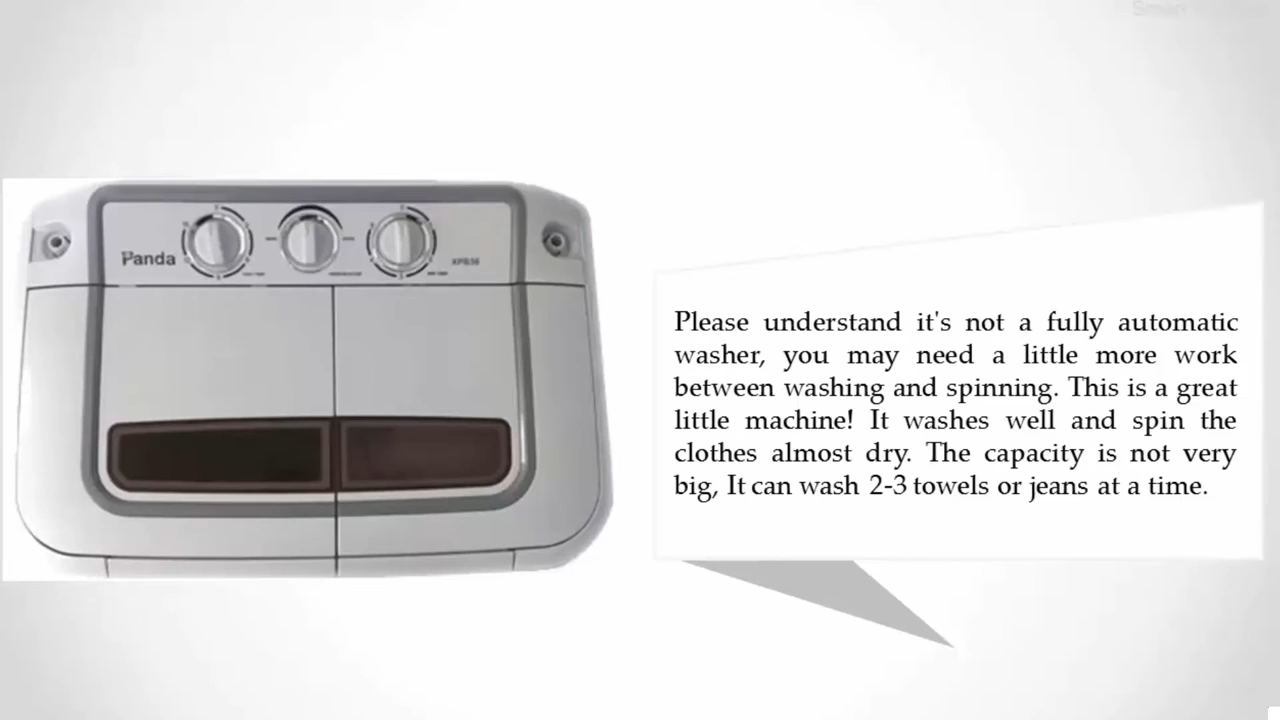 Smart
Panda
XPB36
Please understand it's not a fully automatic
washer, you may need a little more work
between washing and spinning. This is a great
little machine! It washes well and spin the
clothes almost dry. The capacity is not very
big, It can wash 2-3 towels or jeans at a time.